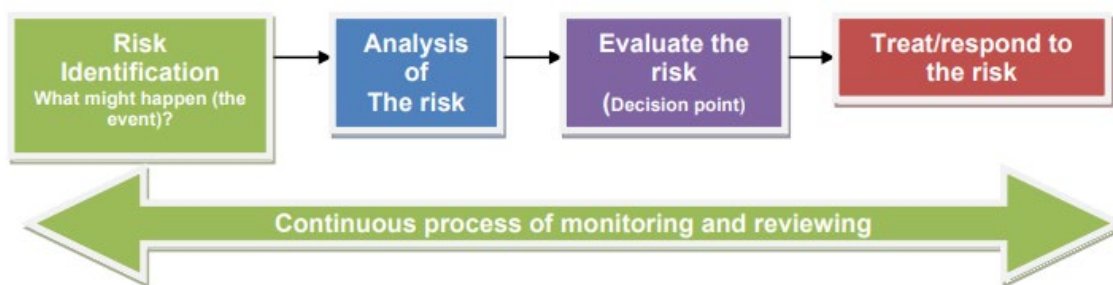 Risk
Identification
What might happen (the
event)?
Analysis
of
The risk
Evaluate the
risk
(Decision point)
Treat/respond to
the risk
Continuous process of monitoring and reviewing